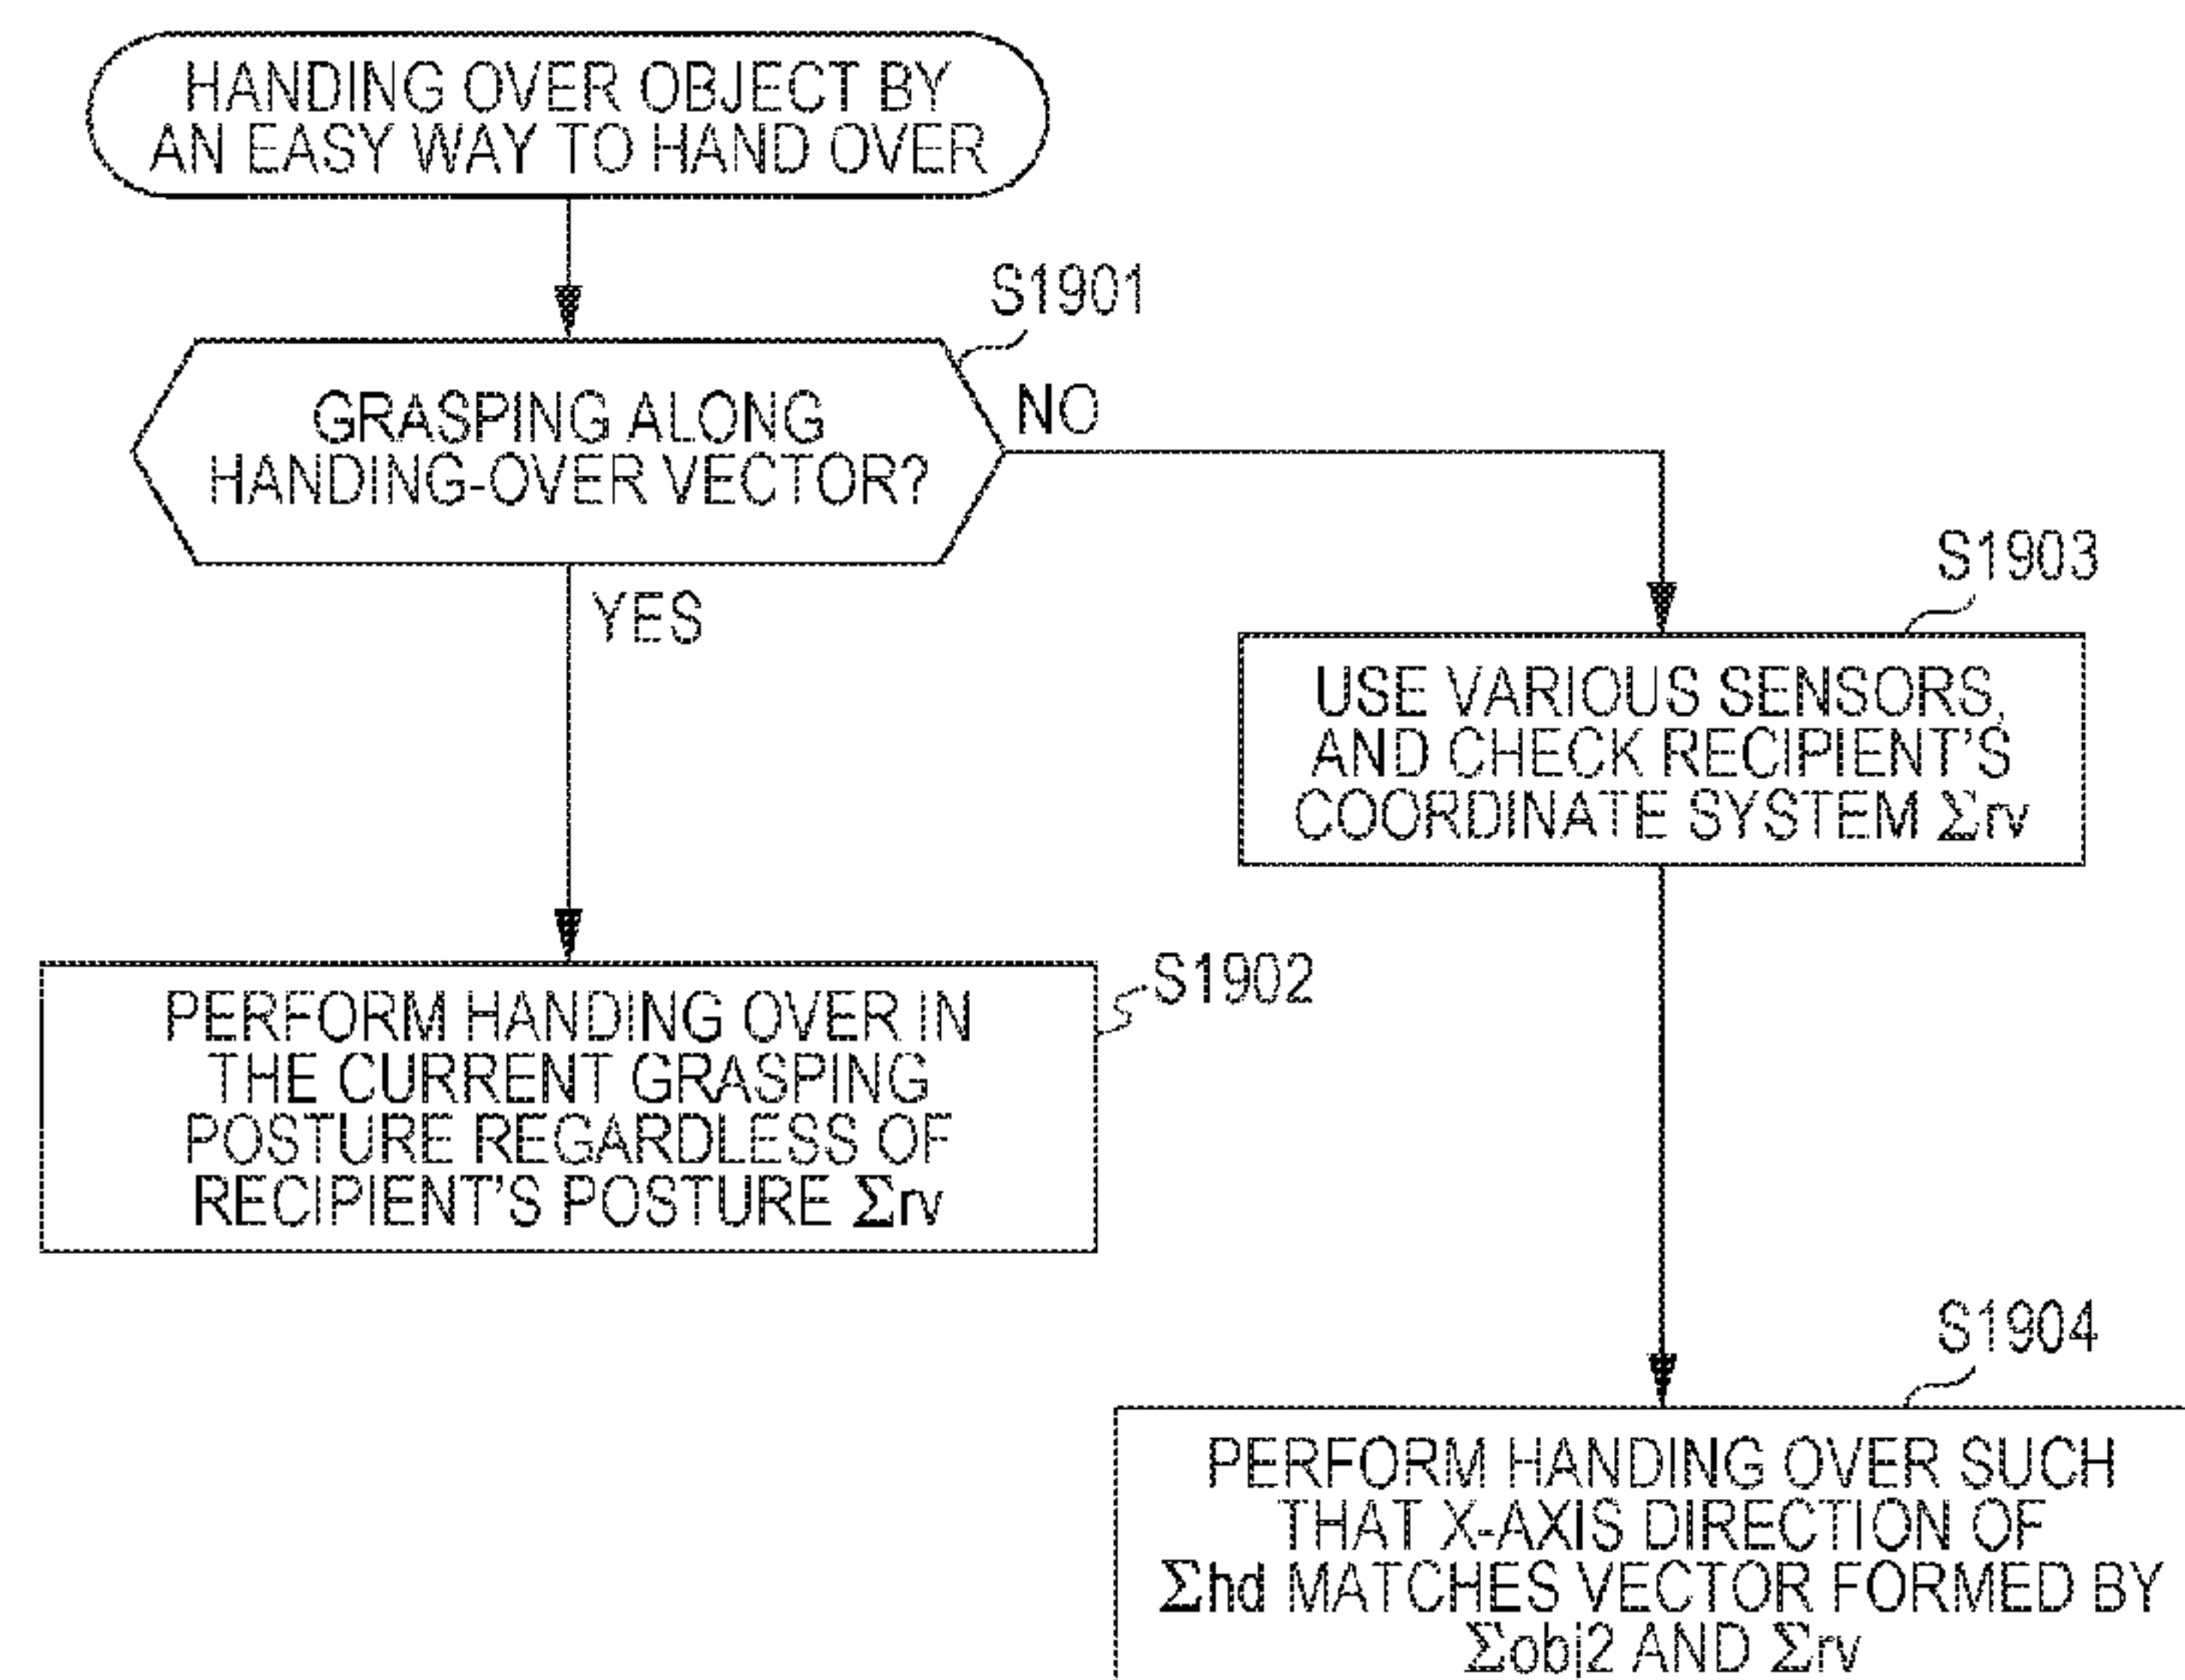 HANDING OVER OBJECT BY
AN EASY WAY TO HAND OVER
S1901
GRASPING ALONG
HANDING-OVER VECTOR?
NO
YES
S1903
USE VARIOUS SENSORS,
AND CHECK RECIPIENT'S
COORDINATE SYSTEM Σrv
S1902
PERFORM HANDING OVER IN
THE CURRENT GRASPING
POSTURE REGARDLESS OF
RECIPIENT'S POSTURE Σrv
S1904
PERFORM HANDING OVER SUCH
THAT X-AXIS DIRECTION OF
Σhd MATCHES VECTOR FORMED BY
Σobj2 AND Σrv